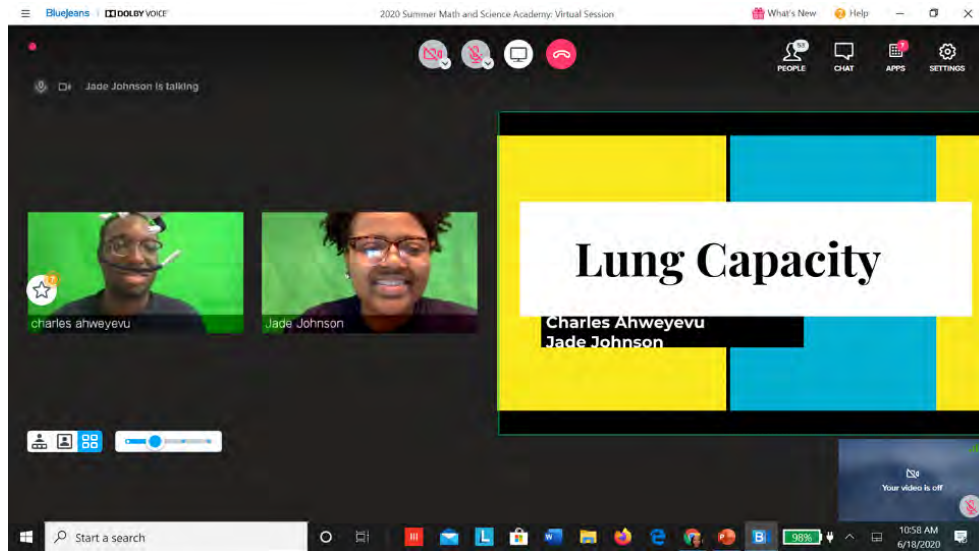 BlueJeans
DOLBY VOICE
2020 Summer Math and Science Academy: Virtual Session
What's New
Help
53
PEOPLE
CHAT
APPS
SETTINGS
Jade Johnson is talking
charles ahweyevu
Jade Johnson
Lung Capacity
Charles Ahweyevu
Jade Johnson
Your video is off
Start a search
98%
10:58 AM
6/18/2020